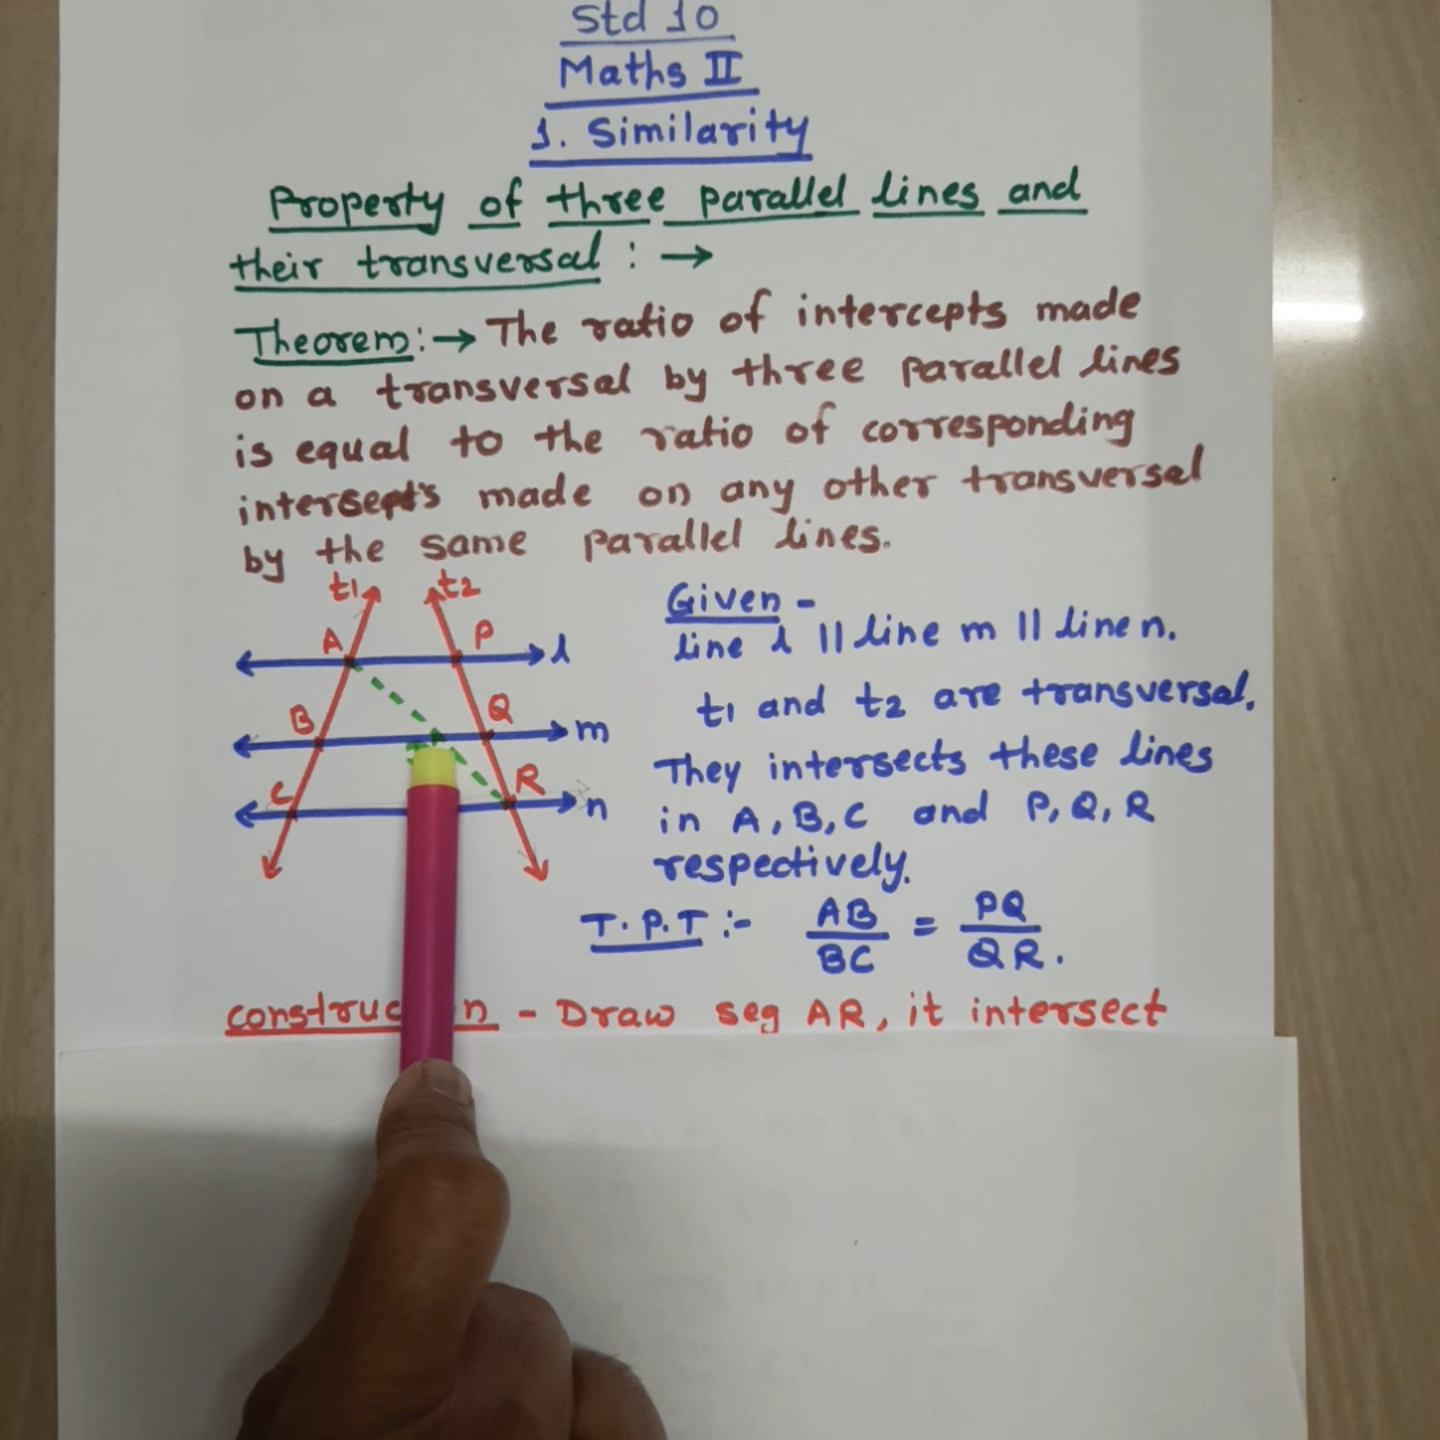 Std 10
Maths II
1. Similarity
Property of three parallel lines and
their transversal : →
Theorem :→ The ratio of intercepts made
on a transversal by three parallel lines
is equal to the ratio of corresponding
intersept's made on any other transversal
by the same parallel lines.
t1 t2
A P l
B Q m
C R n
Given -
line l || line m || line n.
t1 and t2 are transversal.
They intersects these lines
in A, B, C and P, Q, R
respectively.
T.P.T :- AB/BC = PQ/QR.
- Draw seg AR, it intersect